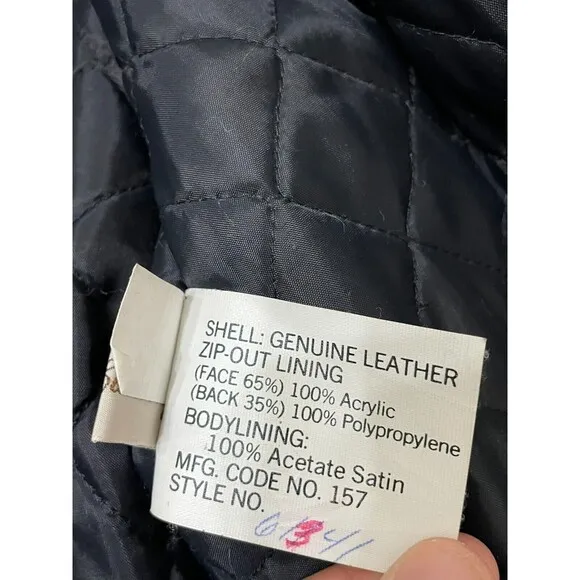 SHELL: GENUINE LEATHER
ZIP-OUT LINING
(FACE 65%) 100% Acrylic
(BACK 35%) 100% Polypropylene
BODYLINING:
100% Acetate Satin
MFG. CODE NO. 157
STYLE NO. 6341